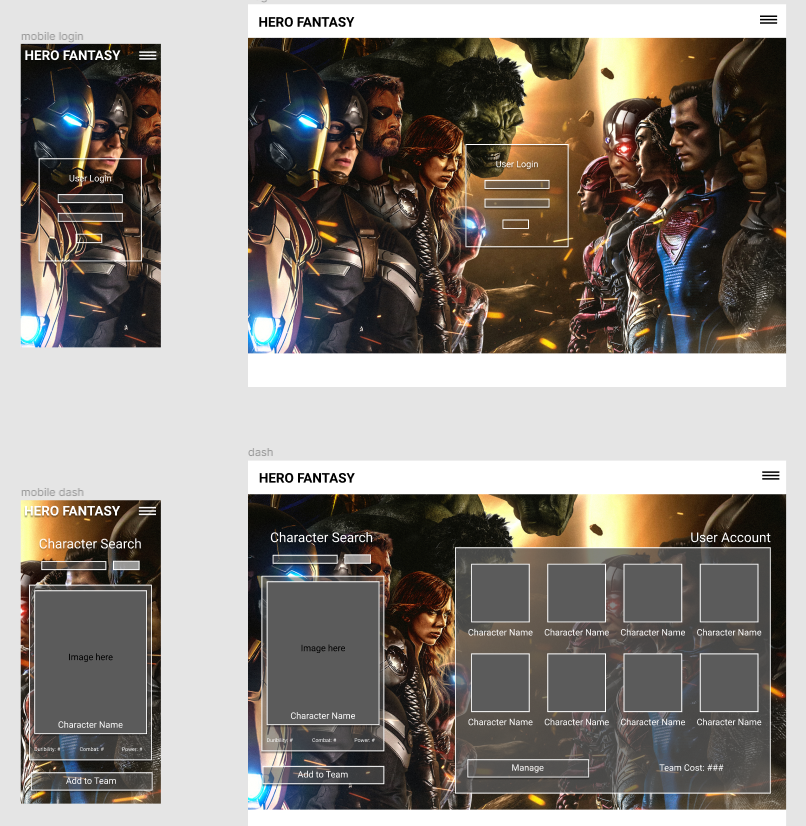 mobile login
HERO FANTASY
User Login
HERO FANTASY
User Login
mobile dash
HERO FANTASY
Character Search
Image here
Character Name
Duribility: # Combat: # Power: #
Add to Team
dash
HERO FANTASY
Character Search
User Account
Image here
Character Name
Duribility: # Combat: # Power: #
Add to Team
Character Name Character Name Character Name Character Name
Character Name Character Name Character Name Character Name
Manage
Team Cost: ###